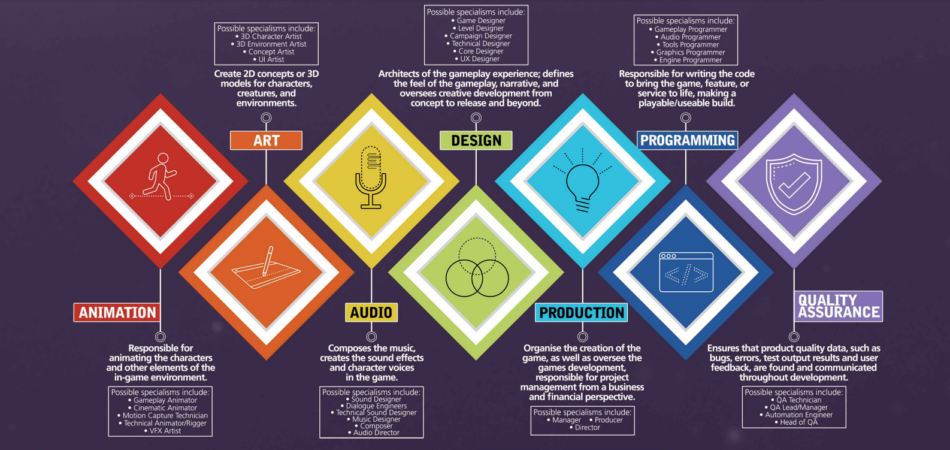 Possible specialisms include:
• 3D Character Artist
• 3D Environment Artist
• Concept Artist
• UI Artist
Create 2D concepts or 3D
models for characters,
creatures, and
environments.
ART
Possible specialisms include:
• Game Designer
• Level Designer
• Campaign Designer
• Technical Designer
• Core Designer
• UX Designer
Architects of the gameplay experience; defines
the feel of the gameplay, narrative, and
oversees creative development from
concept to release and beyond.
DESIGN
Possible specialisms include:
• Gameplay Programmer
• Audio Programmer
• Tools Programmer
• Graphics Programmer
• Engine Programmer
Responsible for writing the code
to bring the game, feature, or
service to life, making a
playable/useable build.
PROGRAMMING
</>
ANIMATION
Responsible for
animating the characters
and other elements of the
in-game environment.
Possible specialisms include:
• Gameplay Animator
• Cinematic Animator
• Motion Capture Technician
• Technical Animator/Rigger
• VFX Artist
AUDIO
Composes the music,
creates the sound effects
and character voices
in the game.
Possible specialisms include:
• Sound Designer
• Dialogue Engineers
• Technical Sound Designer
• Music Designer
• Composer
• Audio Director
PRODUCTION
Organise the creation of the
game, as well as oversee the
games development,
responsible for project
management from a business
and financial perspective.
Possible specialisms include:
• Manager • Producer
• Director
QUALITY
ASSURANCE
Ensures that product quality data, such as
bugs, errors, test output results and user
feedback, are found and communicated
throughout development.
Possible specialisms include:
• QA Technician
• QA Lead/Manager
• Automation Engineer
• Head of QA